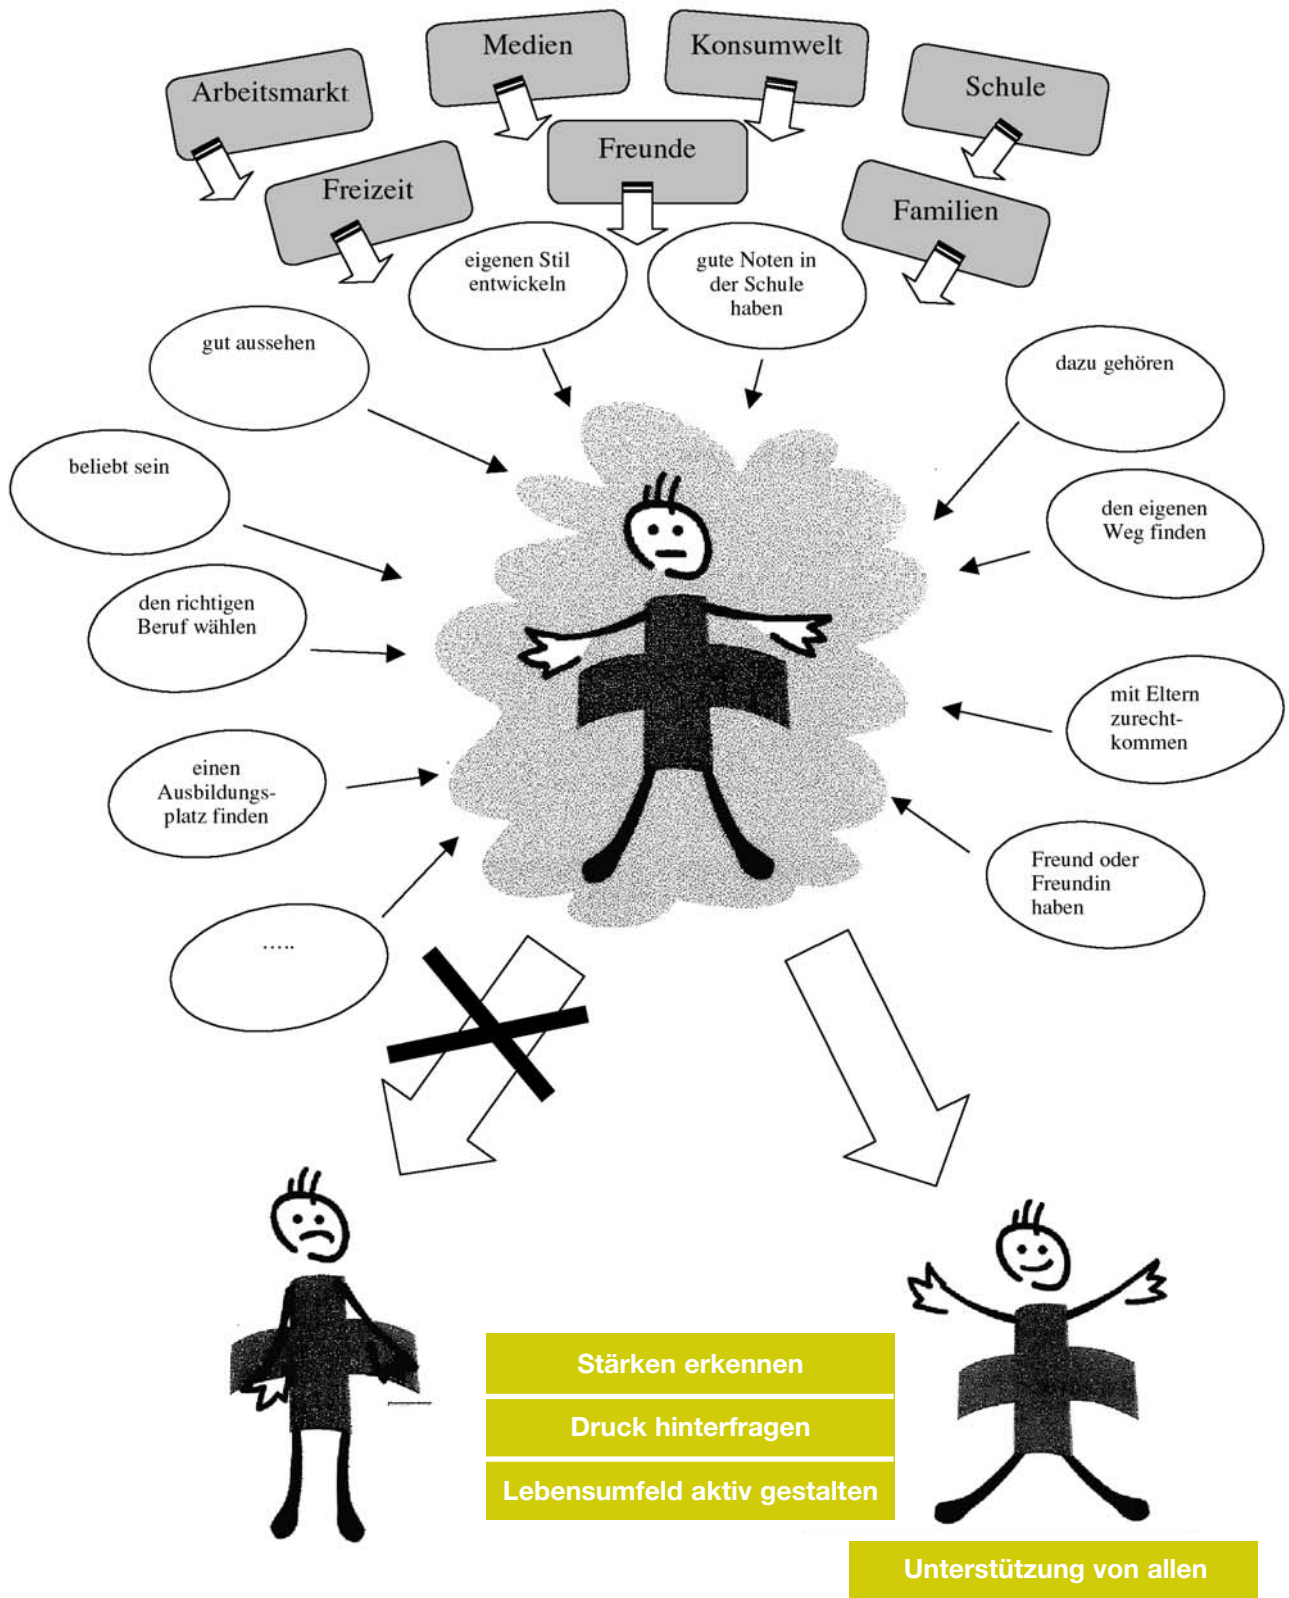 Medien
Konsumwelt
Arbeitsmarkt
Schule
Freunde
Freizeit
Familien
eigenen Stil
entwickeln
gute Noten in
der Schule
haben
gut aussehen
dazu gehören
beliebt sein
den eigenen
Weg finden
den richtigen
Beruf wählen
mit Eltern
zurecht-
kommen
einen
Ausbildungs-
platz finden
Freund oder
Freundin
haben
.....
Stärken erkennen
Druck hinterfragen
Lebensumfeld aktiv gestalten
Unterstützung von allen